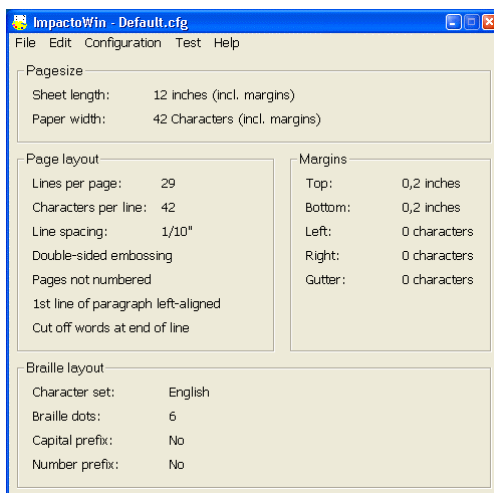 ImpactoWin - Default.cfg
File Edit Configuration Test Help
Pagesize
Sheet length: 12 inches (incl. margins)
Paper width: 42 Characters (incl. margins)
Page layout
Lines per page: 29
Characters per line: 42
Line spacing: 1/10"
Double-sided embossing
Pages not numbered
1st line of paragraph left-aligned
Cut off words at end of line
Margins
Top: 0,2 inches
Bottom: 0,2 inches
Left: 0 characters
Right: 0 characters
Gutter: 0 characters
Braille layout
Character set: English
Braille dots: 6
Capital prefix: No
Number prefix: No